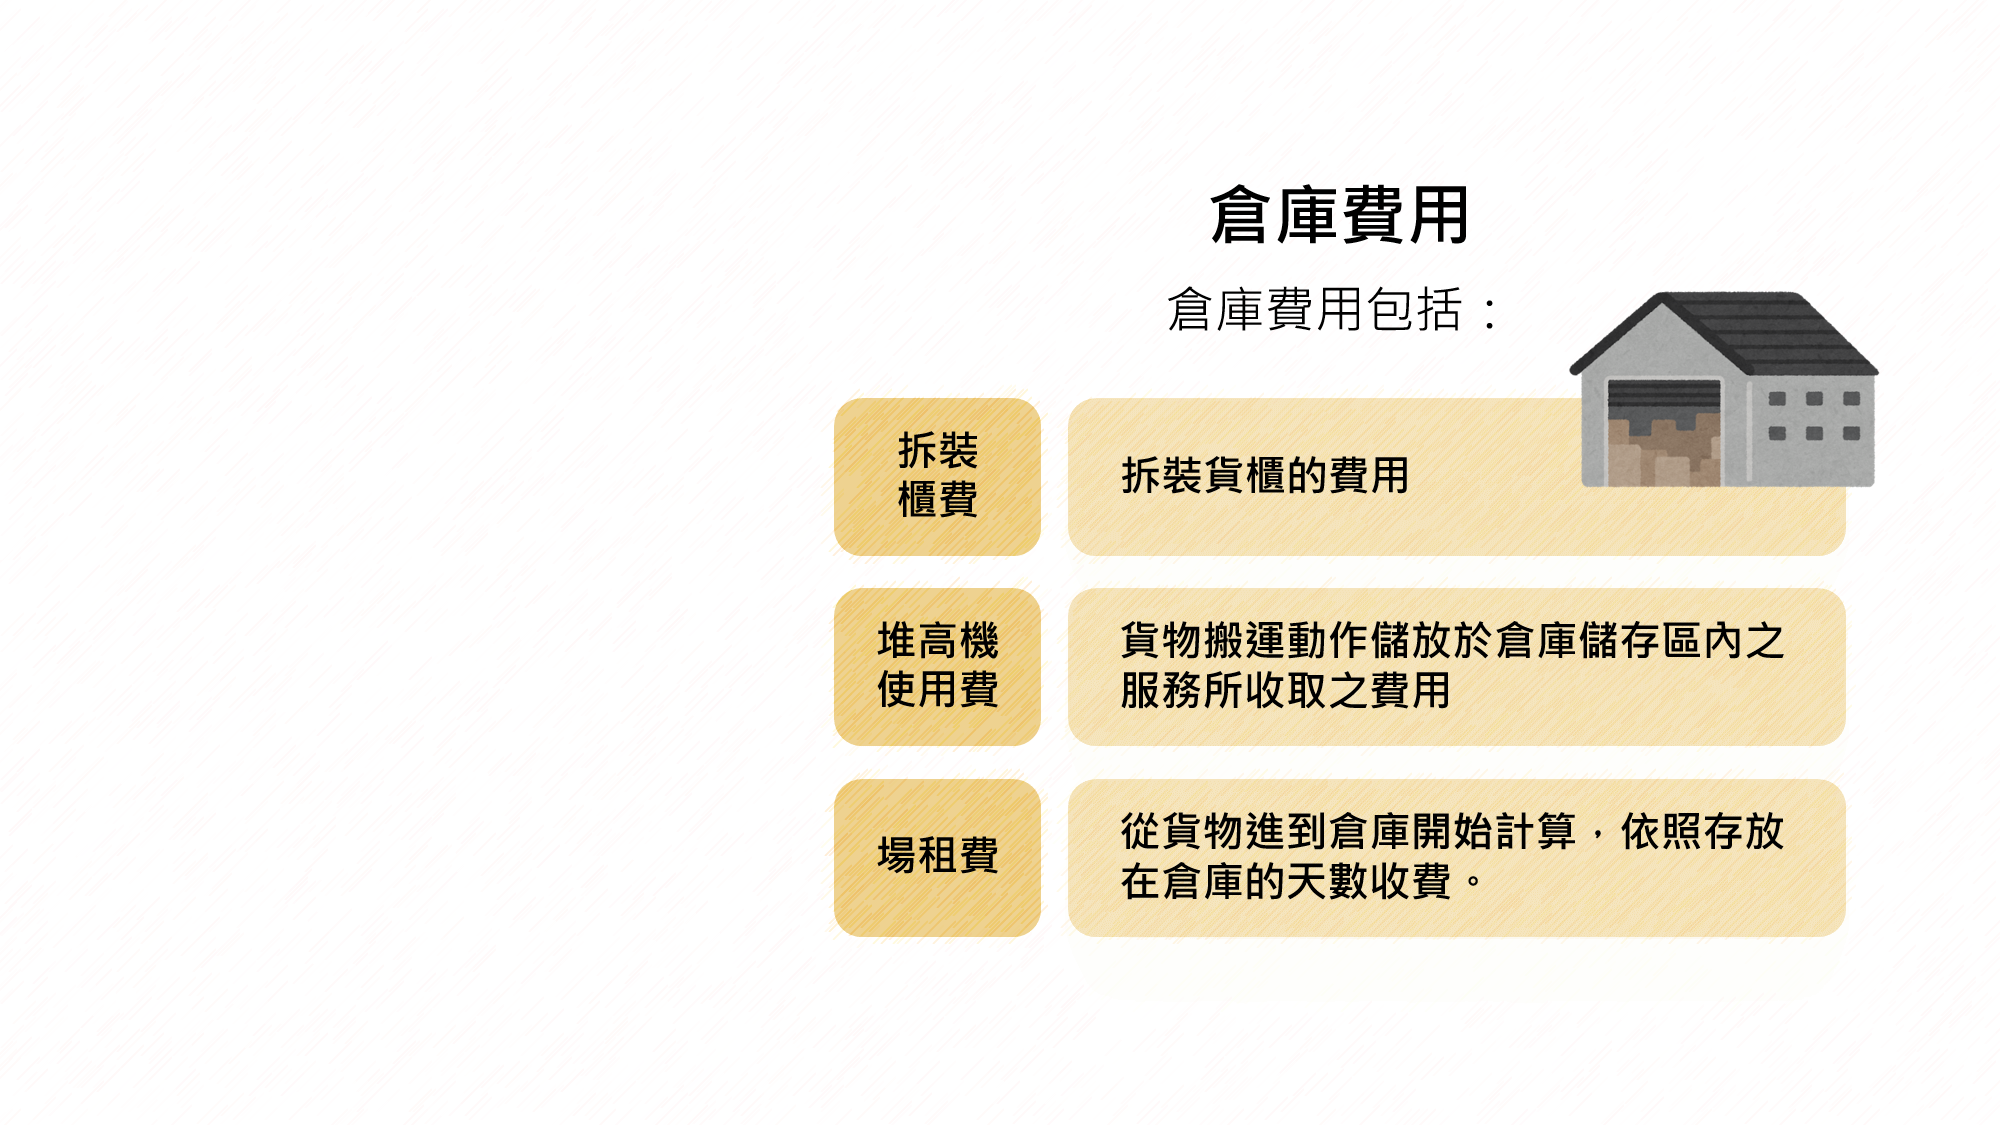 倉庫費用
倉庫費用包括：
拆裝
櫃費
拆裝貨櫃的費用
堆高機
使用費
貨物搬運動作儲放於倉庫儲存區內之
服務所收取之費用
場租費
從貨物進到倉庫開始計算，依照存放
在倉庫的天數收費。